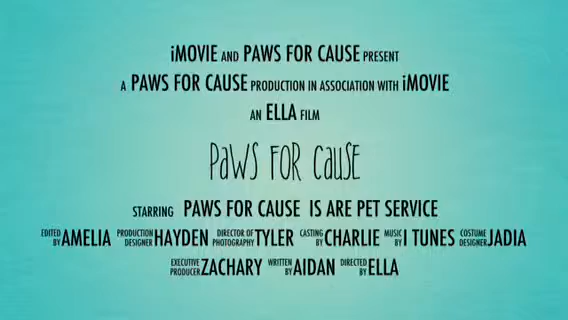 iMOVIE AND PAWS FOR CAUSE PRESENT
A PAWS FOR CAUSE PRODUCTION IN ASSOCIATION WITH iMOVIE
AN ELLA FILM
PaWS FOR CaUSE
STARRING PAWS FOR CAUSE IS ARE PET SERVICE
EDITED BY AMELIA PRODUCTION DESIGNER HAYDEN DIRECTOR OF PHOTOGRAPHY TYLER CASTING BY CHARLIE MUSIC BY I TUNES COSTUME DESIGNER JADIA
EXECUTIVE PRODUCER ZACHARY WRITTEN BY AIDAN DIRECTED BY ELLA